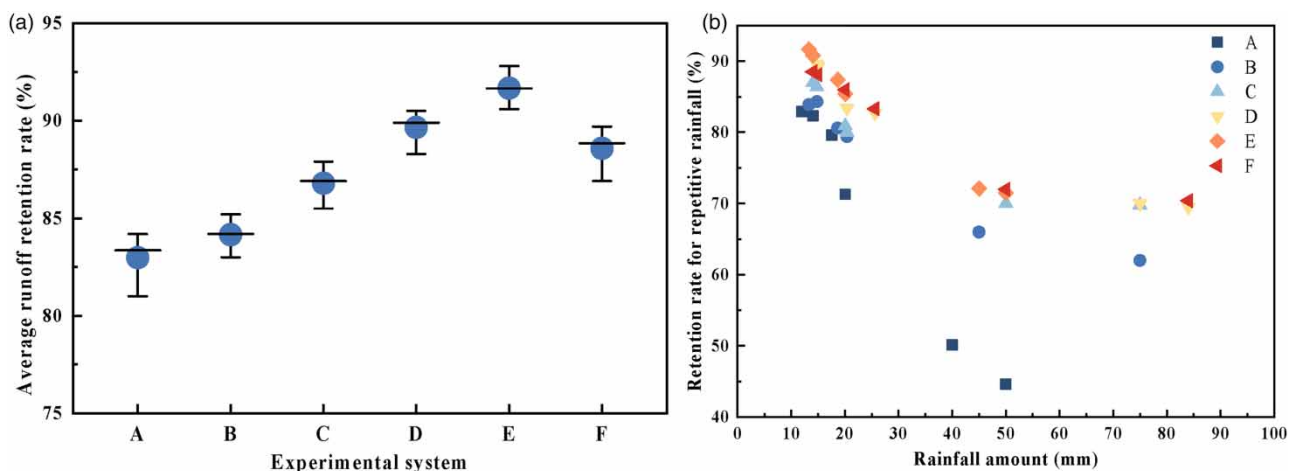 (a)
Average runoff retention rate (%)
95
90
85
80
75
A B C D E F
Experimental system
(b)
Retention rate for repetitive rainfall (%)
90
80
70
60
50
40
0 10 20 30 40 50 60 70 80 90 100
Rainfall amount (mm)
A
B
C
D
E
F